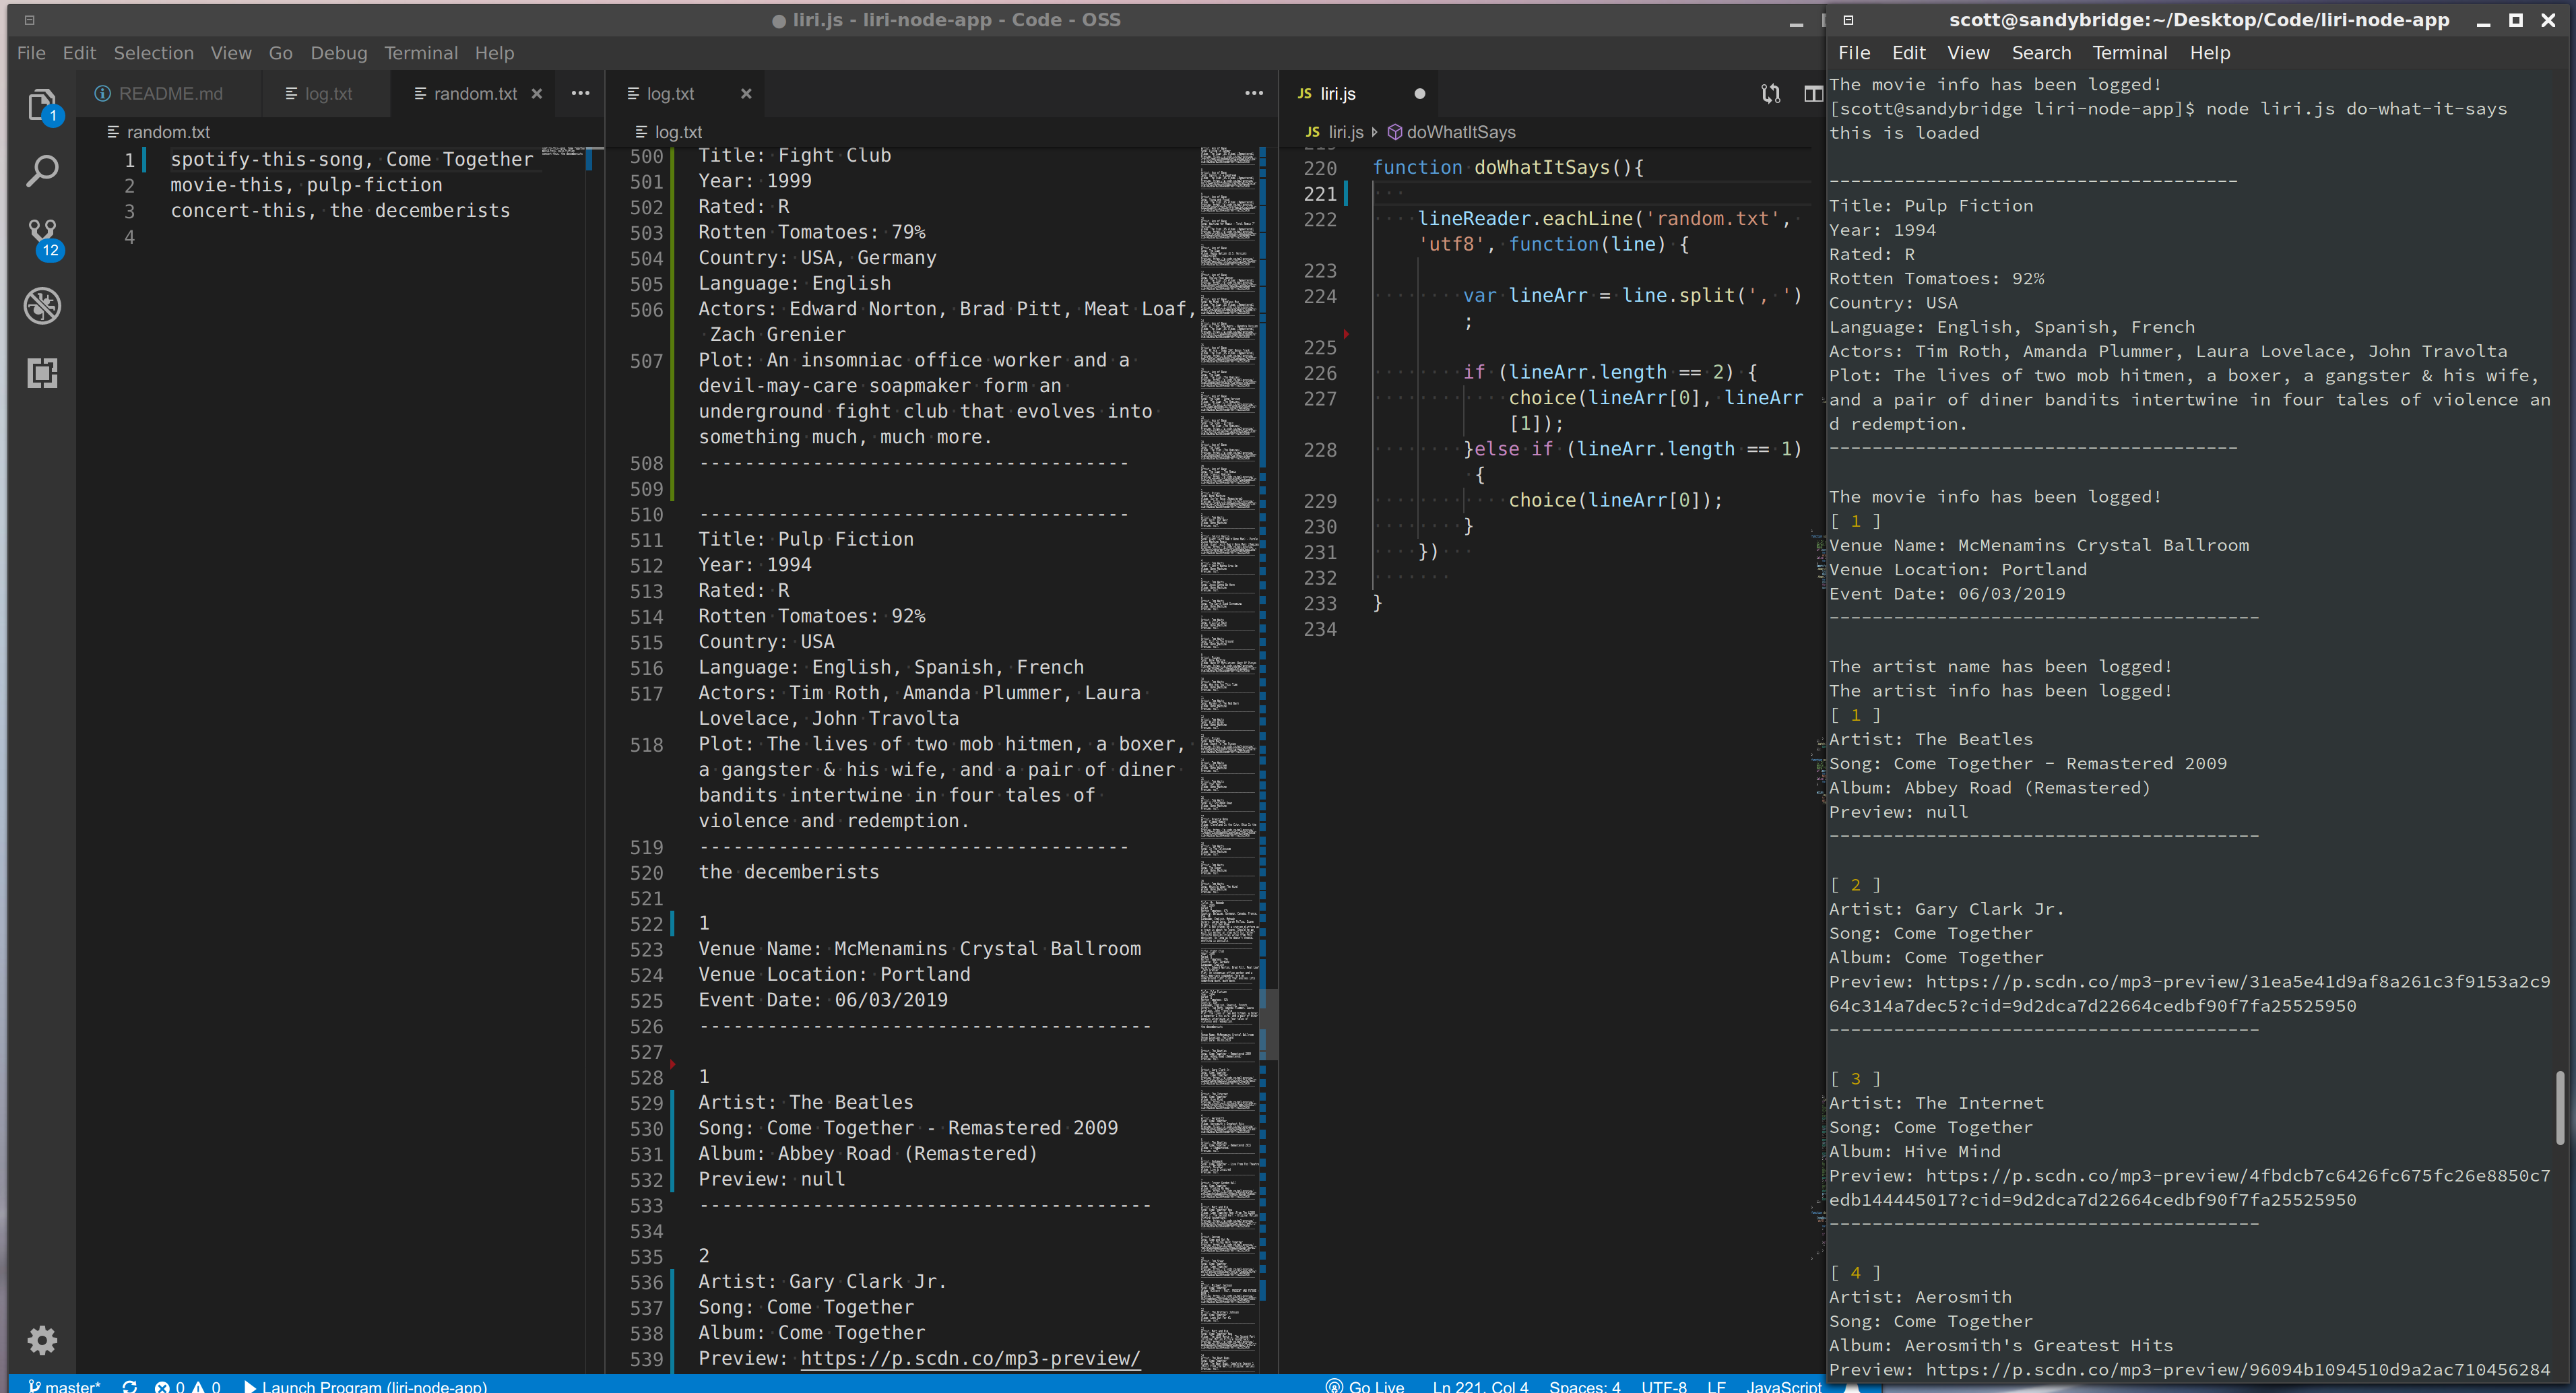 liri.js - liri-node-app - Code - OSS
File Edit Selection View Go Debug Terminal Help
1
12
README.md
log.txt
random.txt
random.txt
1 spotify-this-song, Come Together
2 movie-this, pulp-fiction
3 concert-this, the decemberists
4
log.txt
log.txt
500 Title: Fight Club
501 Year: 1999
502 Rated: R
503 Rotten Tomatoes: 79%
504 Country: USA, Germany
505 Language: English
506 Actors: Edward Norton, Brad Pitt, Meat Loaf,
Zach Grenier
507 Plot: An insomniac office worker and a
devil-may-care soapmaker form an
underground fight club that evolves into
something much, much more.
508 --------------------------------------
509
510 --------------------------------------
511 Title: Pulp Fiction
512 Year: 1994
513 Rated: R
514 Rotten Tomatoes: 92%
515 Country: USA
516 Language: English, Spanish, French
517 Actors: Tim Roth, Amanda Plummer, Laura
Lovelace, John Travolta
518 Plot: The lives of two mob hitmen, a boxer,
a gangster & his wife, and a pair of diner
bandits intertwine in four tales of
violence and redemption.
519 --------------------------------------
520 the decemberists
521
522 1
523 Venue Name: McMenamins Crystal Ballroom
524 Venue Location: Portland
525 Event Date: 06/03/2019
526 ----------------------------------------
527
528 1
529 Artist: The Beatles
530 Song: Come Together - Remastered 2009
531 Album: Abbey Road (Remastered)
532 Preview: null
533 ----------------------------------------
534
535 2
536 Artist: Gary Clark Jr.
537 Song: Come Together
538 Album: Come Together
539 Preview: https://p.scdn.co/mp3-preview/
JS liri.js
JS liri.js doWhatItSays
220 function doWhatItSays(){
221
222 lineReader.eachLine('random.txt',
'utf8', function(line) {
223
224 var lineArr = line.split(', ')
;
225
226 if (lineArr.length == 2) {
227 choice(lineArr[0], lineArr
[1]);
228 }else if (lineArr.length == 1)
{
229 choice(lineArr[0]);
230 }
231 })
232
233 }
234
master* 0 0 Launch Program (liri-node-app)
Go Live Ln 221, Col 4 Spaces: 4 UTF-8 LF JavaScript
scott@sandybridge:~/Desktop/Code/liri-node-app
File Edit View Search Terminal Help
The movie info has been logged!
[scott@sandybridge liri-node-app]$ node liri.js do-what-it-says
this is loaded
--------------------------------------
Title: Pulp Fiction
Year: 1994
Rated: R
Rotten Tomatoes: 92%
Country: USA
Language: English, Spanish, French
Actors: Tim Roth, Amanda Plummer, Laura Lovelace, John Travolta
Plot: The lives of two mob hitmen, a boxer, a gangster & his wife,
and a pair of diner bandits intertwine in four tales of violence an
d redemption.
--------------------------------------
The movie info has been logged!
[ 1 ]
Venue Name: McMenamins Crystal Ballroom
Venue Location: Portland
Event Date: 06/03/2019
----------------------------------------
The artist name has been logged!
The artist info has been logged!
[ 1 ]
Artist: The Beatles
Song: Come Together - Remastered 2009
Album: Abbey Road (Remastered)
Preview: null
----------------------------------------
[ 2 ]
Artist: Gary Clark Jr.
Song: Come Together
Album: Come Together
Preview: https://p.scdn.co/mp3-preview/31ea5e41d9af8a261c3f9153a2c9
64c314a7dec5?cid=9d2dca7d22664cedbf90f7fa25525950
----------------------------------------
[ 3 ]
Artist: The Internet
Song: Come Together
Album: Hive Mind
Preview: https://p.scdn.co/mp3-preview/4fbdcb7c6426fc675fc26e8850c7
edb144445017?cid=9d2dca7d22664cedbf90f7fa25525950
----------------------------------------
[ 4 ]
Artist: Aerosmith
Song: Come Together
Album: Aerosmith's Greatest Hits
Preview: https://p.scdn.co/mp3-preview/96094b1094510d9a2ac710456284